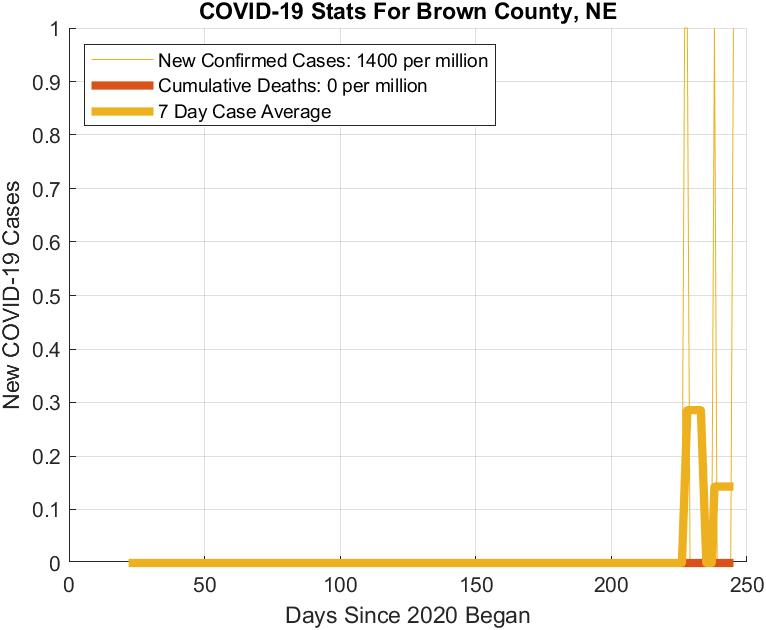 COVID-19 Stats For Brown County, NE
New Confirmed Cases: 1400 per million
Cumulative Deaths: 0 per million
7 Day Case Average
New COVID-19 Cases
1
0.9
0.8
0.7
0.6
0.5
0.4
0.3
0.2
0.1
0
0 50 100 150 200 250
Days Since 2020 Began